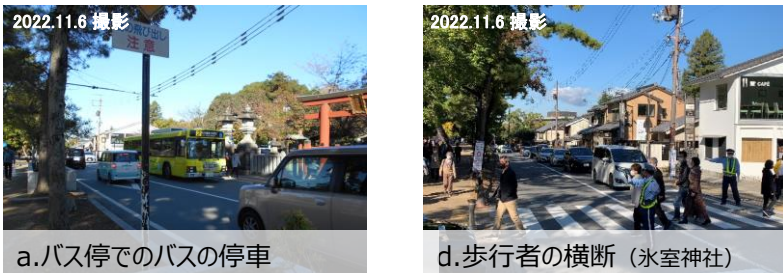 2022.11.6 撮影
の飛び出し
注意
a.バス停でのバスの停車
2022.11.6 撮影
CAFE
d.歩行者の横断（氷室神社）